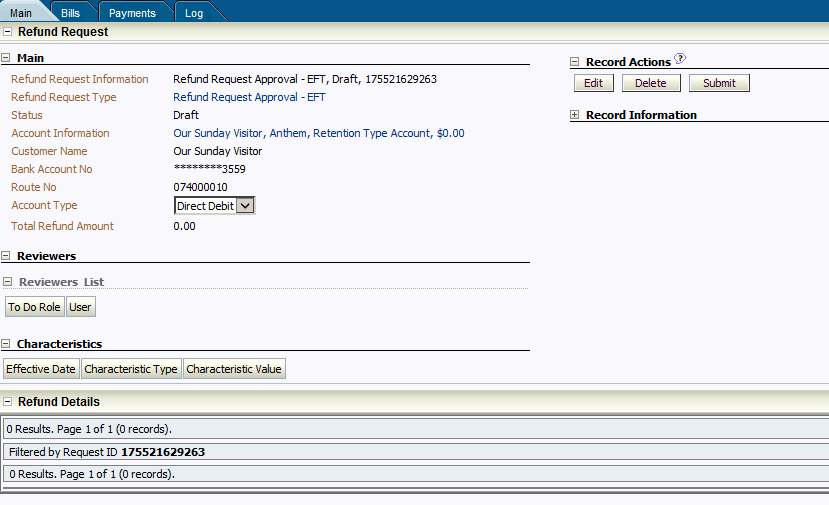 Main Bills Payments Log
Refund Request
Main
Refund Request Information Refund Request Approval - EFT, Draft, 175521629263
Refund Request Type Refund Request Approval - EFT
Status Draft
Account Information Our Sunday Visitor, Anthem, Retention Type Account, $0.00
Customer Name Our Sunday Visitor
Bank Account No ********3559
Route No 074000010
Account Type Direct Debit
Total Refund Amount 0.00
Record Actions ?
Edit Delete Submit
Record Information
Reviewers
Reviewers List
To Do Role User
Characteristics
Effective Date Characteristic Type Characteristic Value
Refund Details
0 Results. Page 1 of 1 (0 records).
Filtered by Request ID 175521629263
0 Results. Page 1 of 1 (0 records).